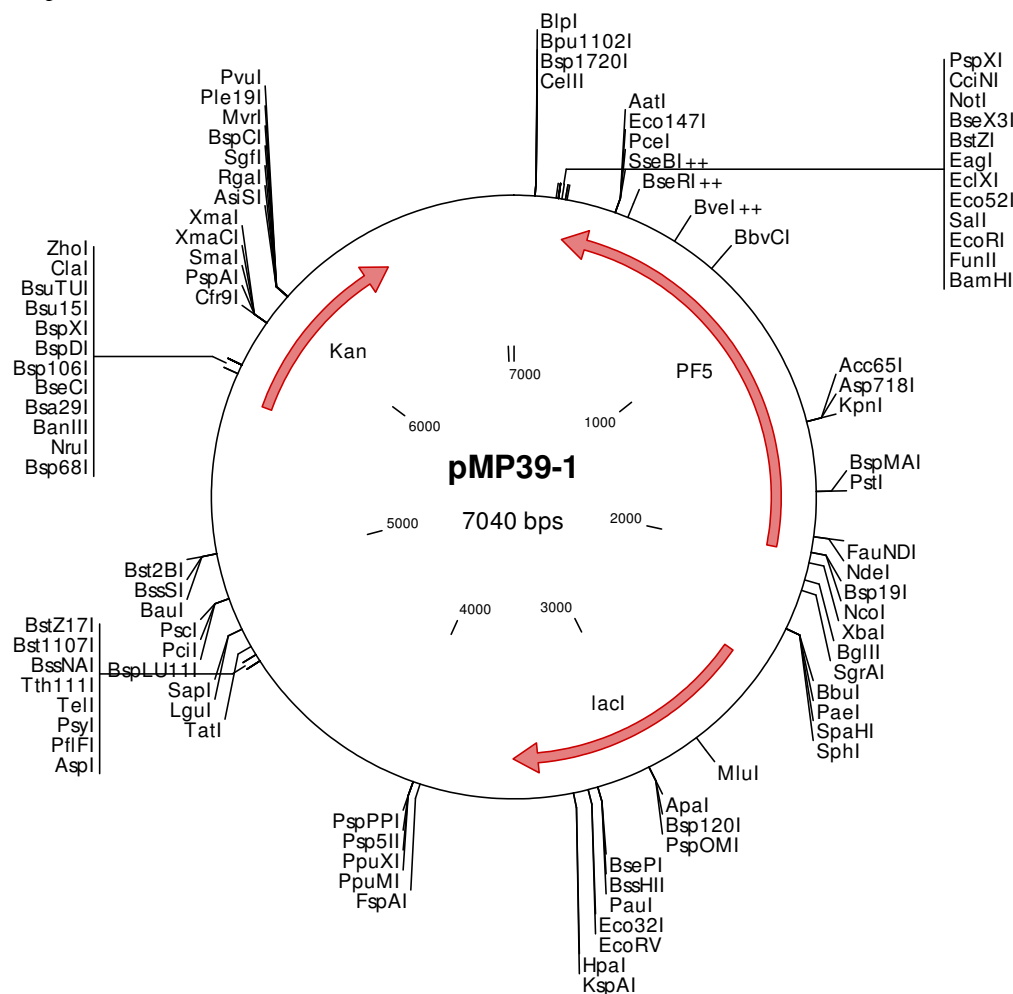 BlpI
Bpu1102I
Bsp1720I
CelII
PspXI
CciNI
NotI
BseX3I
BstZI
EagI
EclXI
Eco52I
SalI
EcoRI
FunII
BamHI
AatI
Eco147I
PceI
SseBI ++
BseRI ++
BveI ++
BbvCI
PvuI
Ple19I
MvrI
BspCI
SgfI
RgaI
AsiSI
XmaI
XmaCI
SmaI
PspAI
Cfr9I
ZhoI
ClaI
BsuTUI
Bsu15I
BspXI
BspDI
Bsp106I
BseCI
Bsa29I
BanIII
NruI
Bsp68I
Kan
PF5
7000
1000
6000
Acc65I
Asp718I
KpnI
pMP39-1
7040 bps
BspMAI
PstI
5000
2000
FauNDI
NdeI
Bsp19I
NcoI
XbaI
BglII
SgrAI
BbuI
PaeI
SpaHI
SphI
Bst2BI
BssSI
BauI
PscI
PciI
BspLU11I
SapI
LguI
TatI
BstZ17I
Bst1107I
BssNAI
Tth111I
TelI
PsyI
PflFI
AspI
4000
3000
lacI
MluI
ApaI
Bsp120I
PspOMI
PspPPI
Psp5II
PpuXI
PpuMI
FspAI
BsePI
BssHII
PauI
Eco32I
EcoRV
HpaI
KspAI